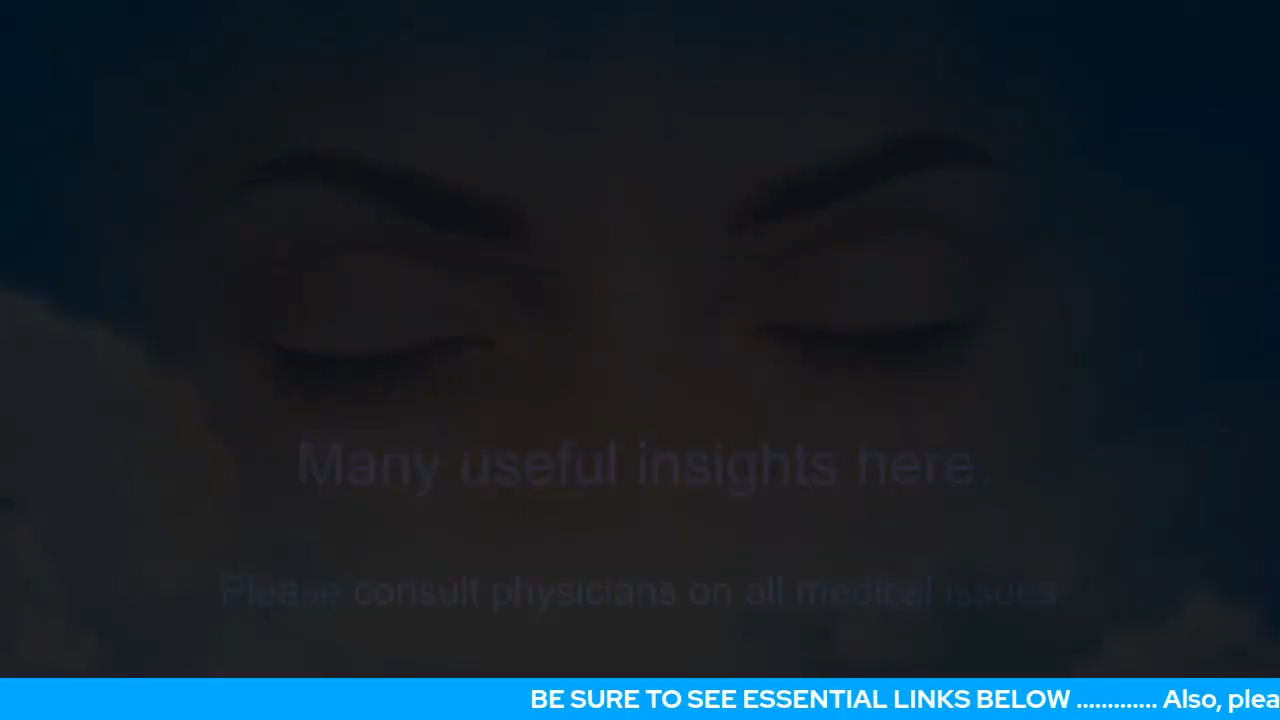 Many useful insights here.
Please consult physicians on all medical issues
BE SURE TO SEE ESSENTIAL LINKS BELOW ............. Also, plea